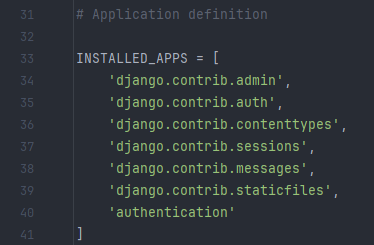 31 # Application definition
32
33 INSTALLED_APPS = [
34     'django.contrib.admin',
35     'django.contrib.auth',
36     'django.contrib.contenttypes',
37     'django.contrib.sessions',
38     'django.contrib.messages',
39     'django.contrib.staticfiles',
40     'authentication'
41 ]